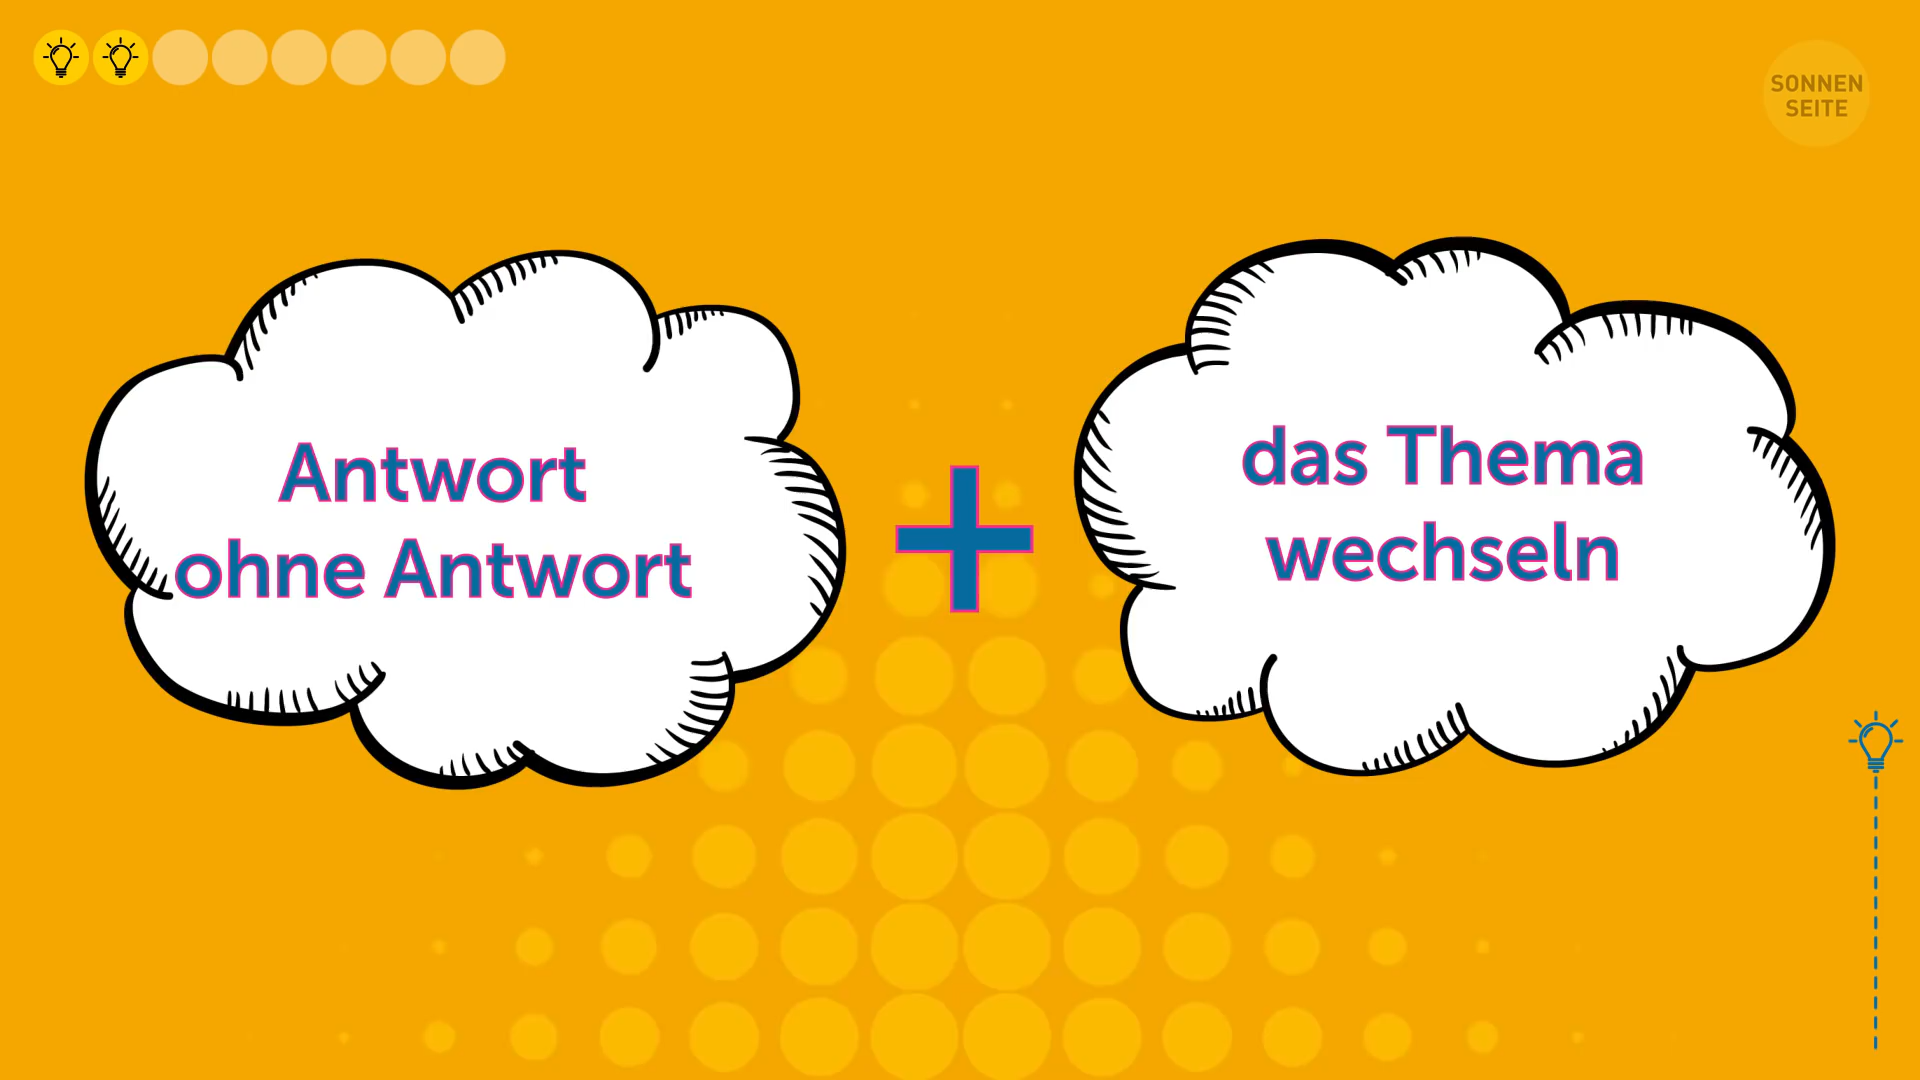 SONNEN
SEITE
Antwort
ohne Antwort
+
das Thema
wechseln